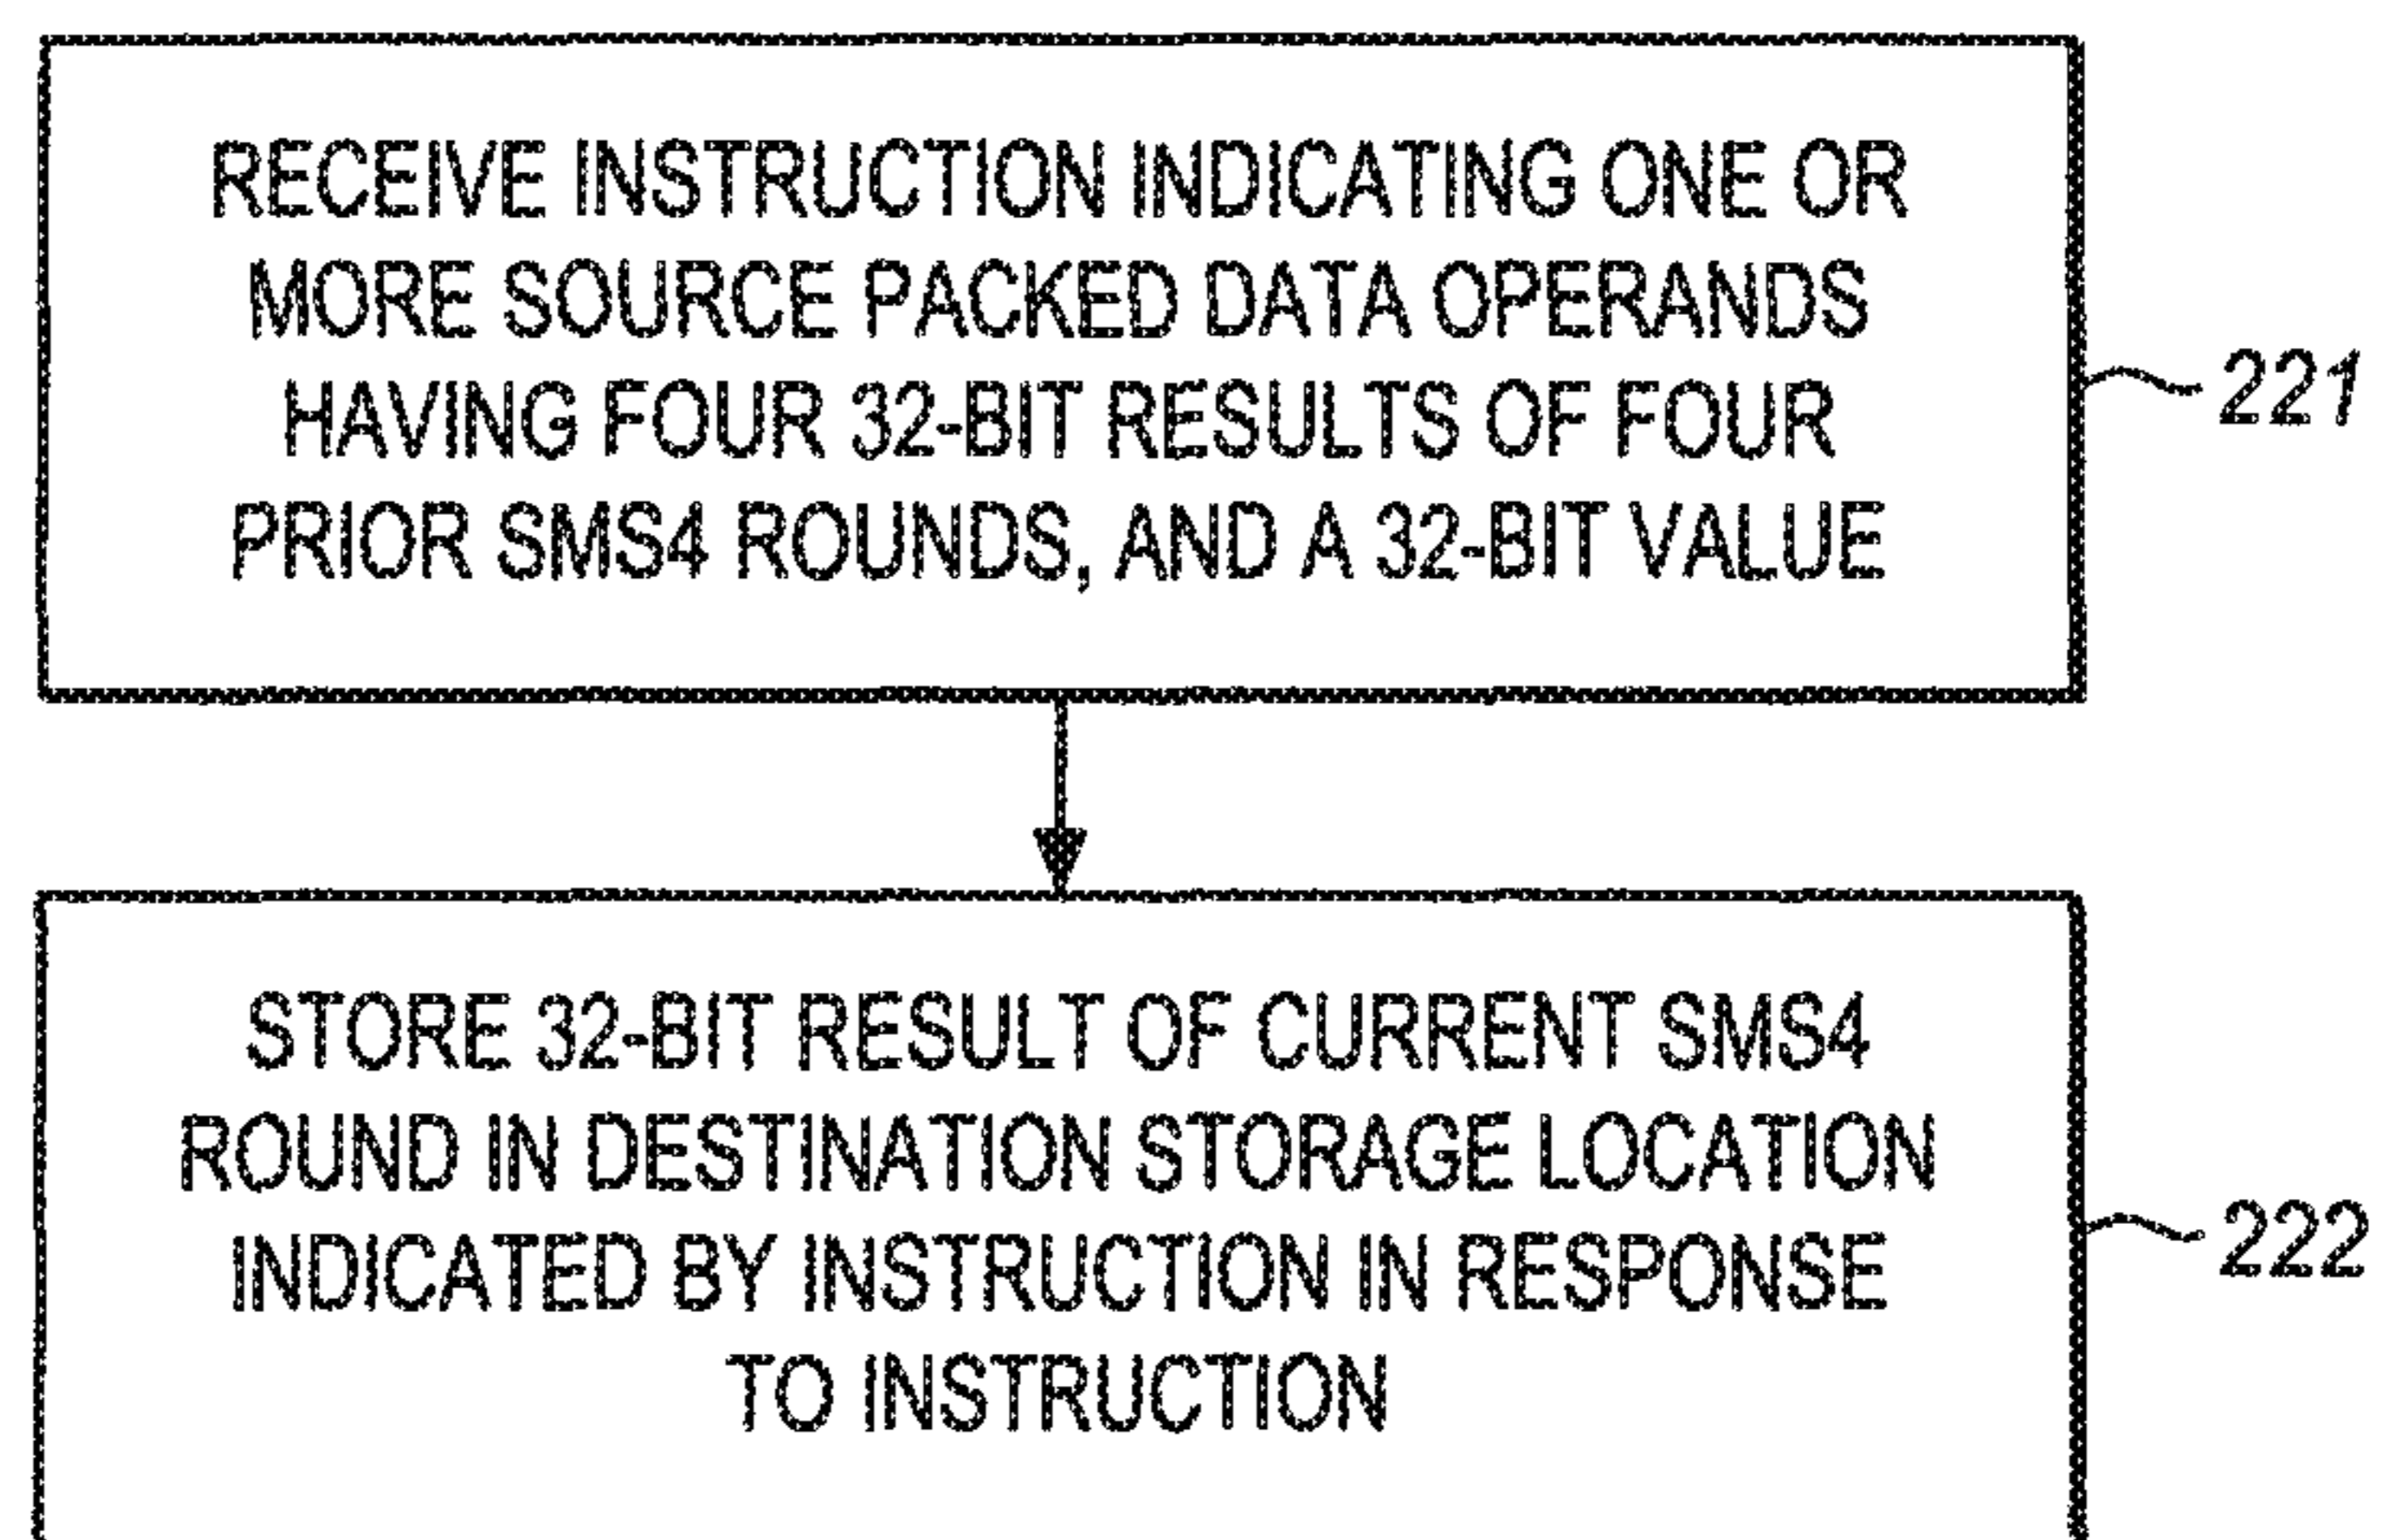 RECEIVE INSTRUCTION INDICATING ONE OR
MORE SOURCE PACKED DATA OPERANDS
HAVING FOUR 32-BIT RESULTS OF FOUR
PRIOR SMS4 ROUNDS, AND A 32-BIT VALUE
221
STORE 32-BIT RESULT OF CURRENT SMS4
ROUND IN DESTINATION STORAGE LOCATION
INDICATED BY INSTRUCTION IN RESPONSE
TO INSTRUCTION
222